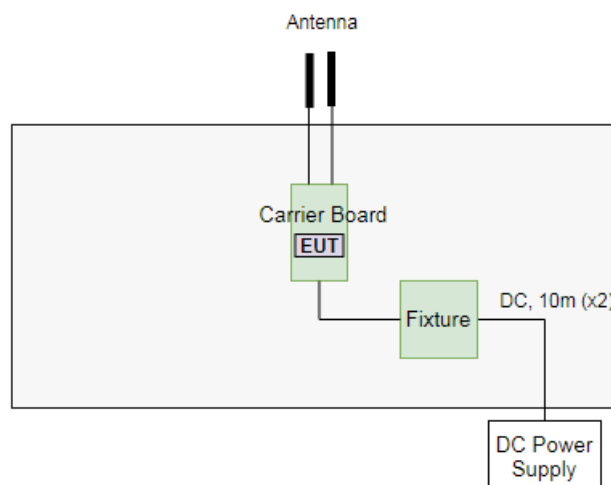 Antenna
Carrier Board
EUT
Fixture
DC, 10m (x2)
DC Power
Supply